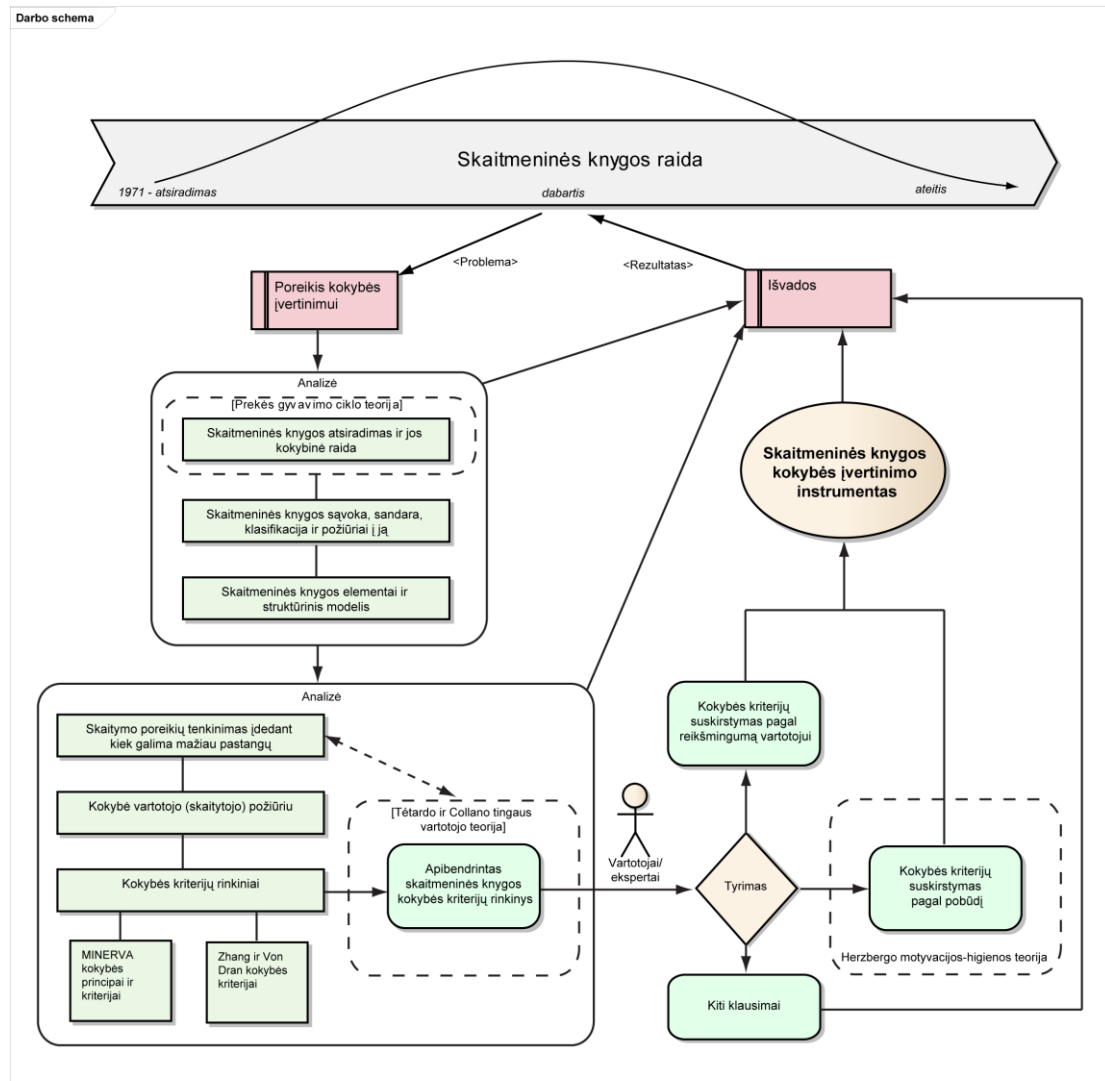 Darbo schema
Skaitmeninės knygos raida
1971 - atsiradimas
dabartis
ateitis
<Problema>
<Rezultatas>
Poreikis kokybės
įvertinimui
Išvados
Analizė
[Prekės gyvavimo ciklo teorija]
Skaitmeninės knygos atsiradimas ir jos
kokybinė raida
Skaitmeninės knygos sąvoka, sandara,
klasifikacija ir požiūriai į ją
Skaitmeninės knygos elementai ir
struktūrinis modelis
Skaitmeninės knygos
kokybės įvertinimo
instrumentas
Analizė
Skaitymo poreikių tenkinimas įdedant
kiek galima mažiau pastangų
Kokybė vartotojo (skaitytojo) požiūriu
Kokybės kriterijų rinkiniai
MINERVA
kokybės
principai ir
kriterijai
Zhang ir Von
Dran kokybės
kriterijai
[Tétardo ir Collano tingaus
vartotojo teorija]
Apibendrintas
skaitmeninės knygos
kokybės kriterijų rinkinys
Vartotojai/
ekspertai
Kokybės kriterijų
suskirstymas pagal
reikšmingumą vartotojui
Tyrimas
Kokybės kriterijų
suskirstymas
pagal pobūdį
Herzbergo motyvacijos-higienos teorija
Kiti klausimai